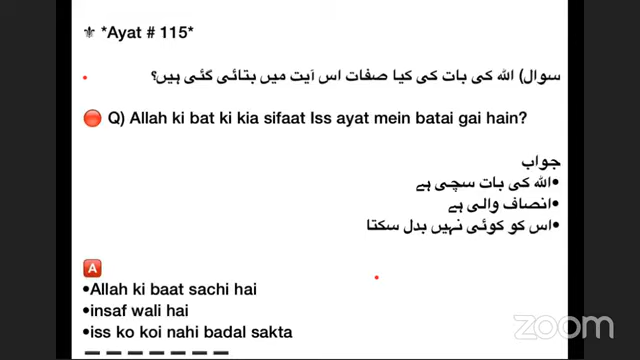 ⚜ *Ayat # 115*
سوال) اللہ کی بات کی کیا صفات اس آیت میں بتائی گئی ہیں؟
🔴 Q) Allah ki bat ki kia sifaat Iss ayat mein batai gai hain?
جواب
•اللہ کی بات سچی ہے
•انصاف والی ہے
•اس کو کوئی نہیں بدل سکتا
🅰
•Allah ki baat sachi hai
•insaf wali hai
•iss ko koi nahi badal sakta
➖➖➖➖➖➖➖
zoom